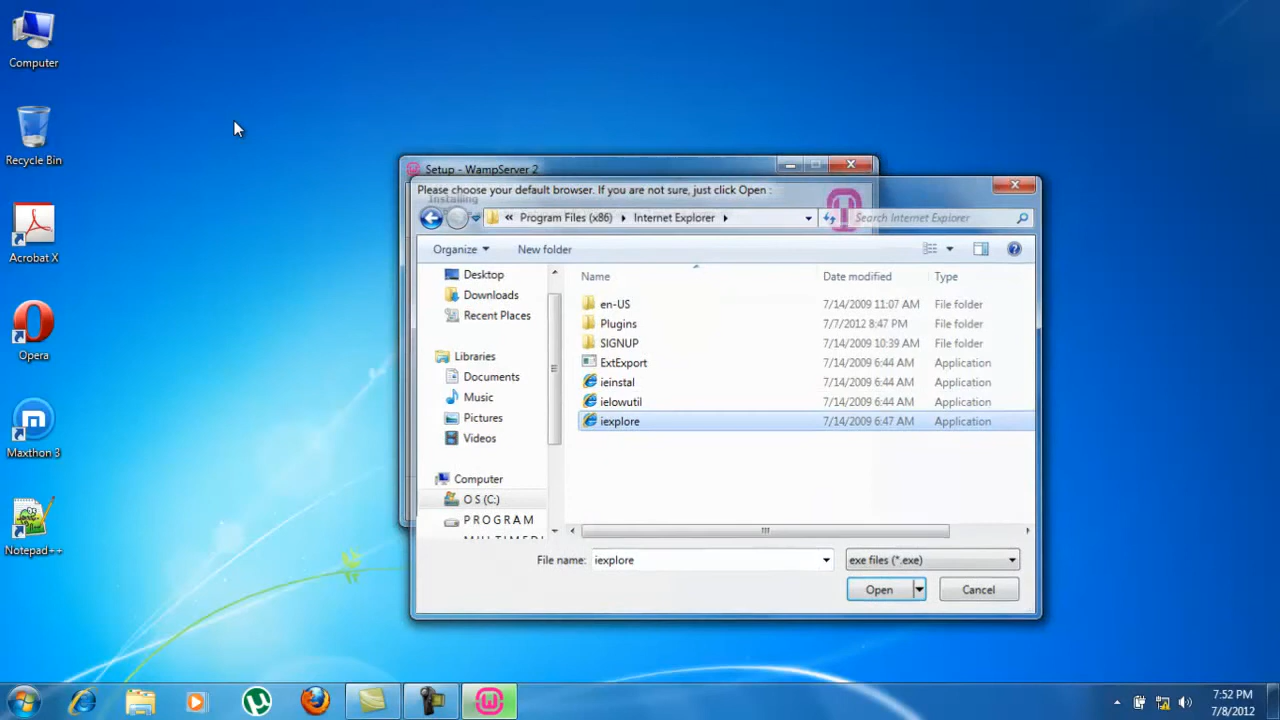 Computer
Recycle Bin
Acrobat X
Opera
Maxthon 3
Notepad++
Setup - WampServer 2
Please choose your default browser. If you are not sure, just click Open :
Installing
« Program Files (x86) Internet Explorer
Search Internet Explorer
Organize New folder
Desktop
Downloads
Recent Places
Libraries
Documents
Music
Pictures
Videos
Computer
O S (C:)
P R O G R A M
Name Date modified Type
en-US 7/14/2009 11:07 AM File folder
Plugins 7/7/2012 8:47 PM File folder
SIGNUP 7/14/2009 10:39 AM File folder
ExtExport 7/14/2009 6:44 AM Application
ieinstal 7/14/2009 6:44 AM Application
ielowutil 7/14/2009 6:44 AM Application
iexplore 7/14/2009 6:47 AM Application
File name: iexplore exe files (*.exe)
Open Cancel
7:52 PM
7/8/2012